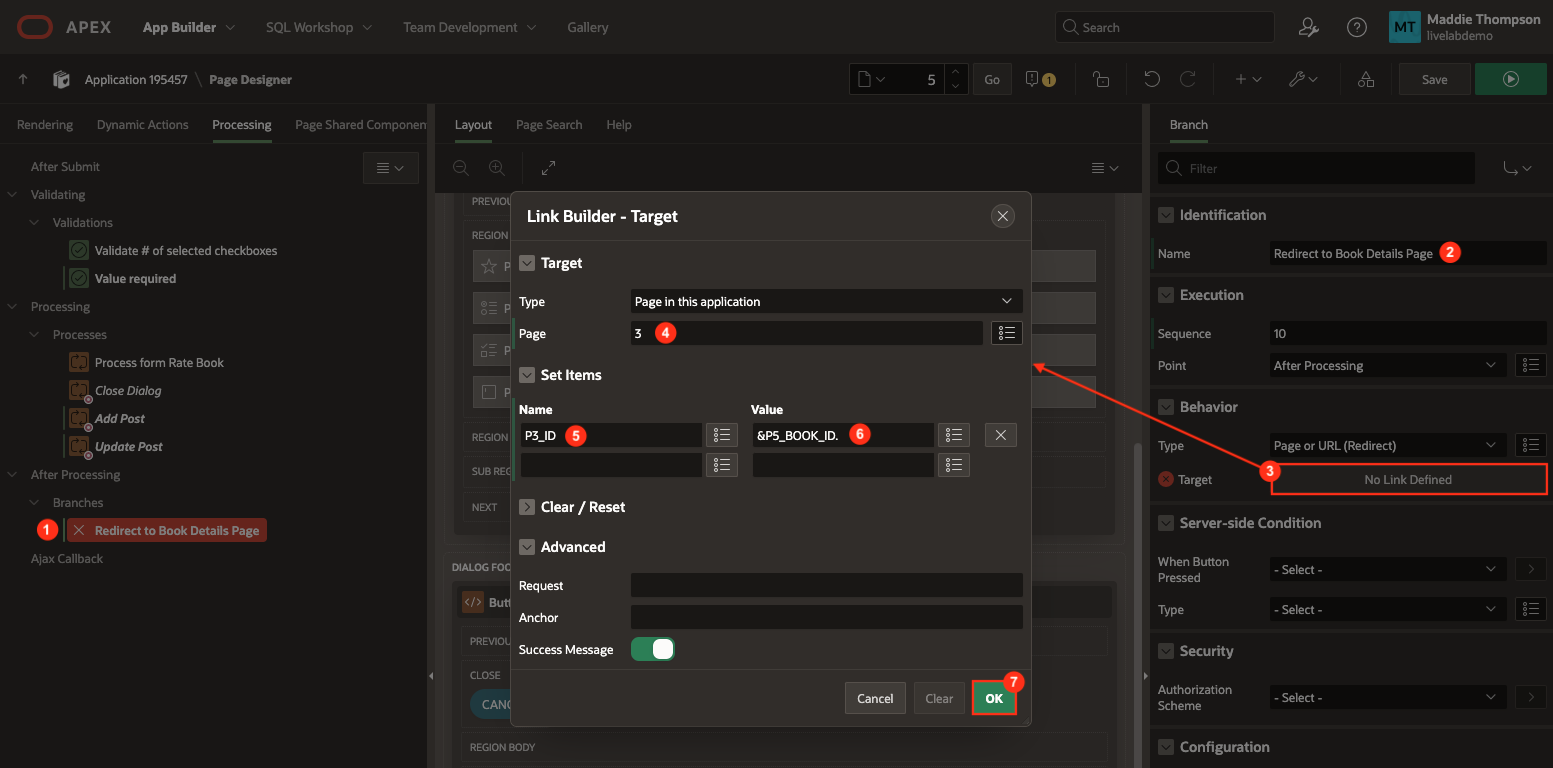 APEX App Builder SQL Workshop Team Development Gallery Search MT Maddie Thompson
livelabdemo
Application 195457 \ Page Designer 5 Go 1 Save
Rendering Dynamic Actions Processing Page Shared Componen
After Submit
Validating
Validations
Validate # of selected checkboxes
Value required
Processing
Processes
Process form Rate Book
Close Dialog
Add Post
Update Post
After Processing
Branches
1 Redirect to Book Details Page
Ajax Callback
Layout Page Search Help
PREVIOU
REGION
P
P
P
P
REGION
SUB REG
NEXT
DIALOG FOO
Butt
PREVIOU
CLOSE
CANC
REGION BODY
Link Builder - Target
Target
Type Page in this application
Page 3 4
Set Items
Name Value
P3_ID 5 &P5_BOOK_ID. 6
Clear / Reset
Advanced
Request
Anchor
Success Message
Cancel Clear OK 7
Branch
Filter
Identification
Name Redirect to Book Details Page 2
Execution
Sequence 10
Point After Processing
Behavior
Type Page or URL (Redirect)
3
Target No Link Defined
Server-side Condition
When Button
Pressed - Select -
Type - Select -
Security
Authorization
Scheme - Select -
Configuration